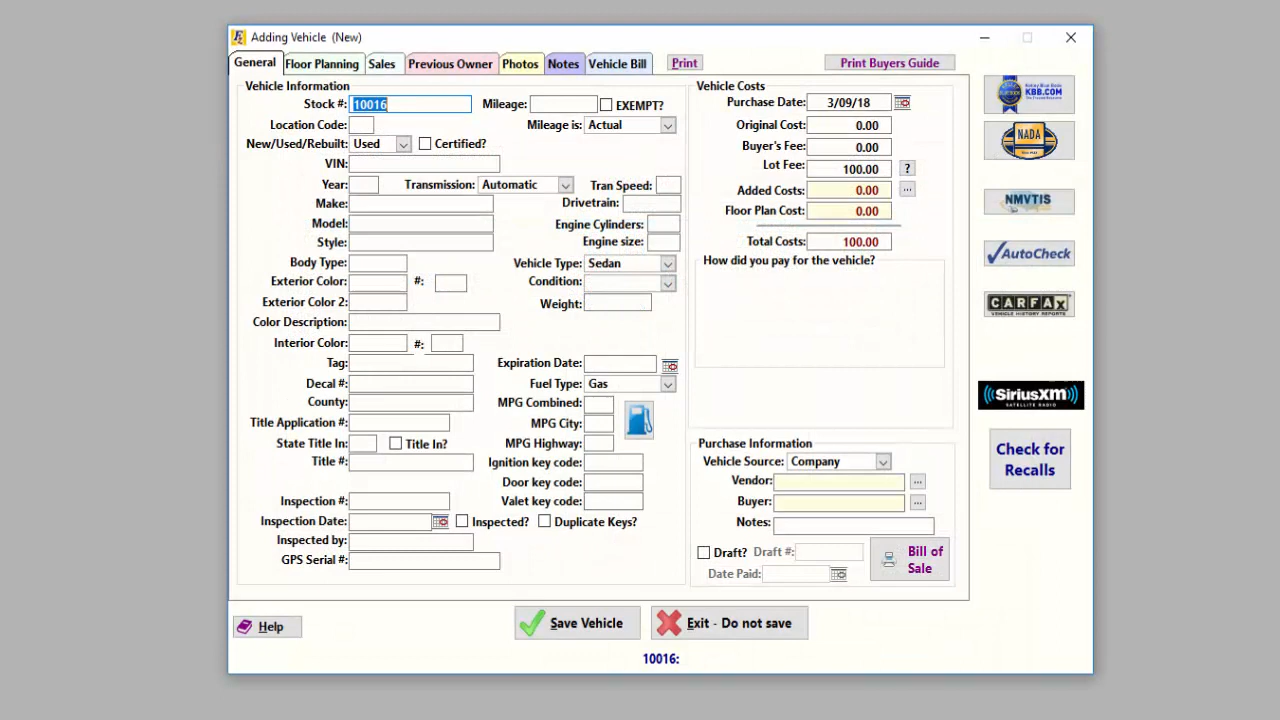 Adding Vehicle (New)
General Floor Planning Sales Previous Owner Photos Notes Vehicle Bill Print Print Buyers Guide
Vehicle Information
Stock #: 10016 Mileage: EXEMPT?
Location Code: Mileage is: Actual
New/Used/Rebuilt: Used Certified?
VIN:
Year: Transmission: Automatic Tran Speed:
Make: Drivetrain:
Model: Engine Cylinders:
Style: Engine size:
Body Type: Vehicle Type: Sedan
Exterior Color: #: Condition:
Exterior Color 2: Weight:
Color Description:
Interior Color: #:
Tag: Expiration Date:
Decal #: Fuel Type: Gas
County: MPG Combined:
Title Application #: MPG City:
State Title In: Title In? MPG Highway:
Title #: Ignition key code:
Door key code:
Inspection #: Valet key code:
Inspection Date: Inspected? Duplicate Keys?
Inspected by:
GPS Serial #:
Vehicle Costs
Purchase Date: 3/09/18
Original Cost: 0.00
Buyer's Fee: 0.00
Lot Fee: 100.00 ?
Added Costs: 0.00 ...
Floor Plan Cost: 0.00
Total Costs: 100.00
How did you pay for the vehicle?
Purchase Information
Vehicle Source: Company
Vendor: ...
Buyer: ...
Notes:
Draft? Draft #:
Date Paid:
Bill of
Sale
KBB.COM
NADA
NMVTIS
AutoCheck
CARFAX
VEHICLE HISTORY REPORTS
SiriusXM
SATELLITE RADIO
Check for
Recalls
Help Save Vehicle Exit - Do not save
10016: